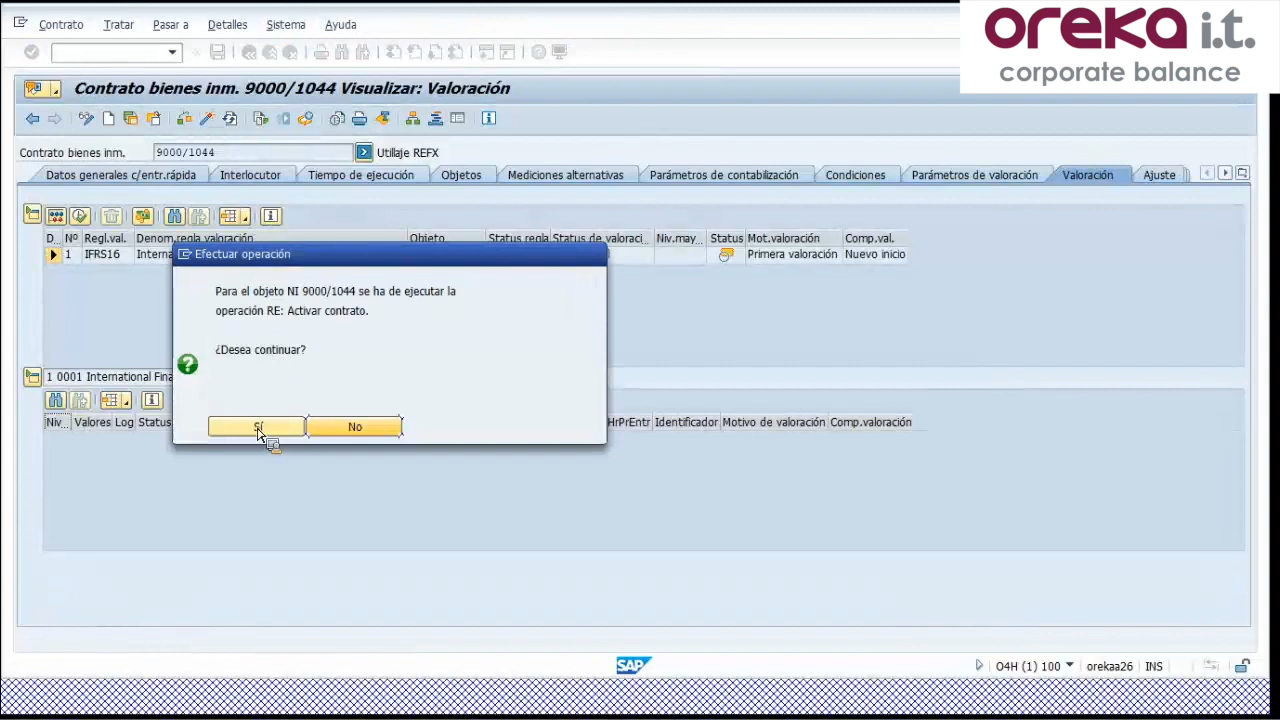 Contrato Tratar Pasar a Detalles Sistema Ayuda
oreka i.t.
corporate balance
Contrato bienes inm. 9000/1044 Visualizar: Valoración
Contrato bienes inm. 9000/1044 Utillaje REFX
Datos generales c/entr.rápida Interlocutor Tiempo de ejecución Objetos Mediciones alternativas Parámetros de contabilización Condiciones Parámetros de valoración Valoración Ajuste
D.. Nº Regl.val. Denom.regla valoración Objeto Status regla Status de valoraci... Niv.may... Status Mot.valoración Comp.val.
1 IFRS16 Interna Primera valoración Nuevo inicio
Efectuar operación
Para el objeto NI 9000/1044 se ha de ejecutar la
operación RE: Activar contrato.
¿Desea continuar?
Sí No
1 0001 International Fina
Niv... Valores Log Status HrPrEntr Identificador Motivo de valoración Comp.valoración
SAP O4H (1) 100 orekaa26 INS